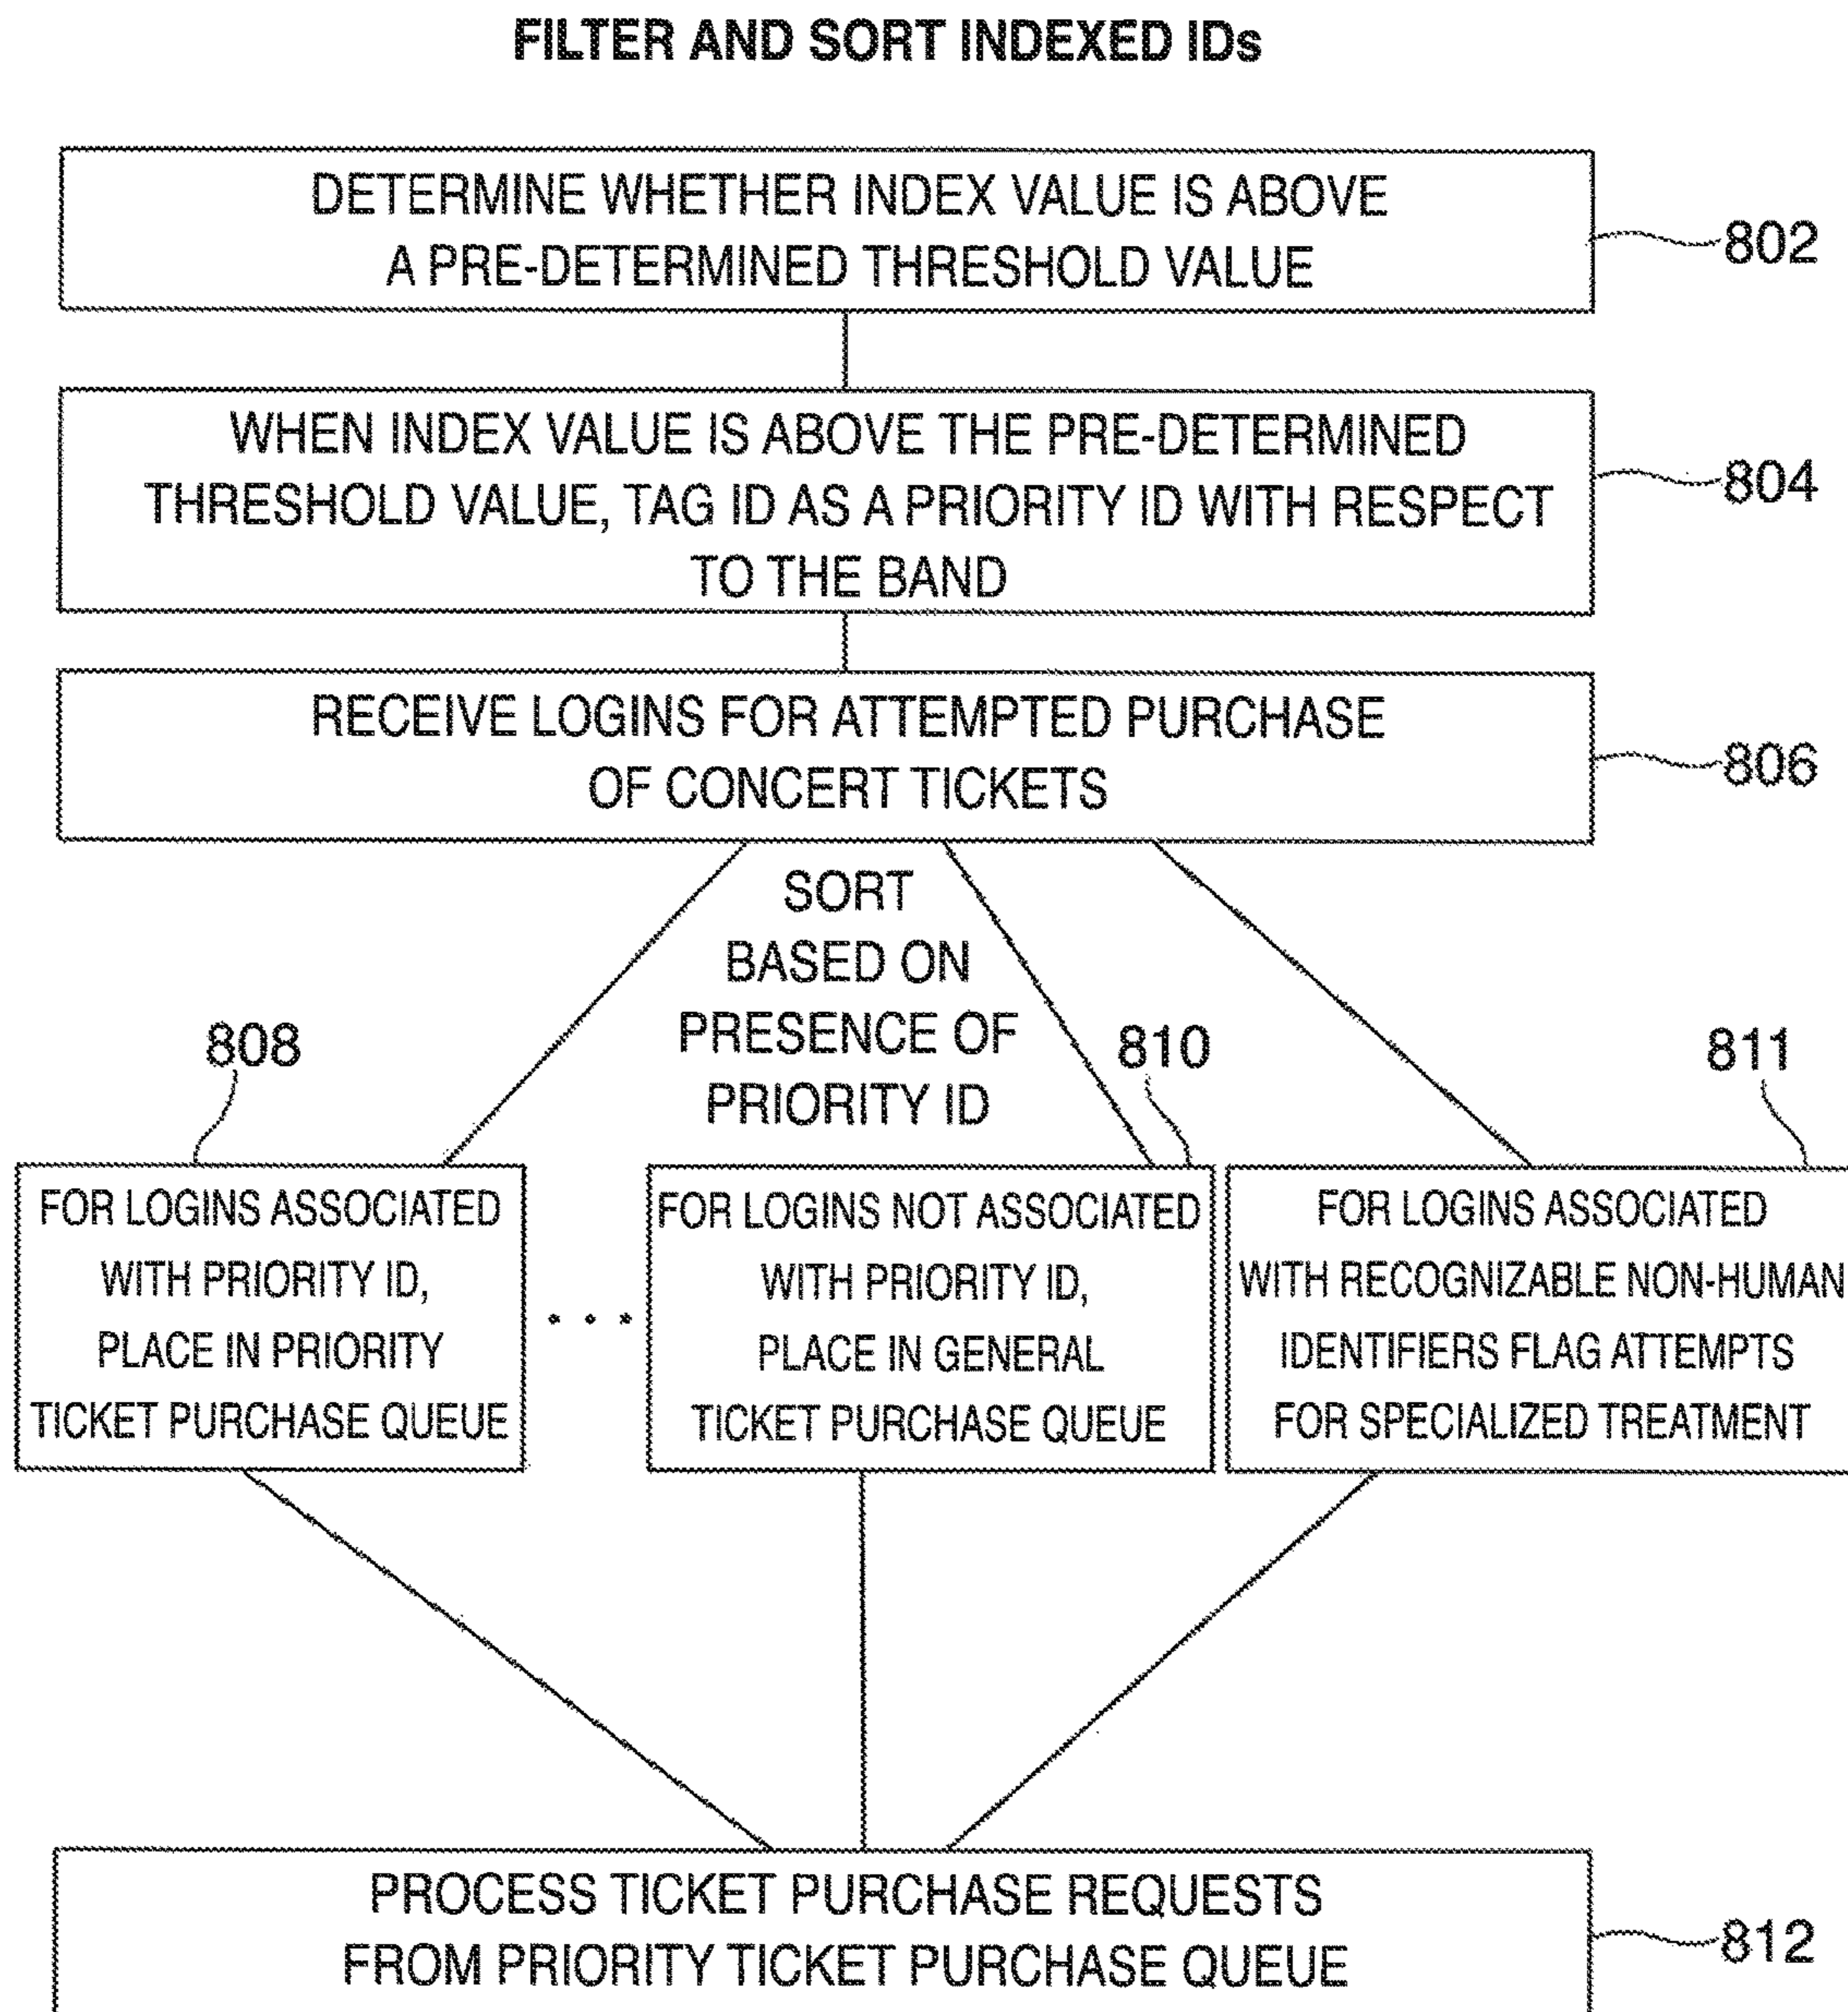 FILTER AND SORT INDEXED IDs
DETERMINE WHETHER INDEX VALUE IS ABOVE
A PRE-DETERMINED THRESHOLD VALUE
802
WHEN INDEX VALUE IS ABOVE THE PRE-DETERMINED
THRESHOLD VALUE, TAG ID AS A PRIORITY ID WITH RESPECT
TO THE BAND
804
RECEIVE LOGINS FOR ATTEMPTED PURCHASE
OF CONCERT TICKETS
806
SORT
BASED ON
PRESENCE OF
PRIORITY ID
808
FOR LOGINS ASSOCIATED
WITH PRIORITY ID,
PLACE IN PRIORITY
TICKET PURCHASE QUEUE
. . .
810
FOR LOGINS NOT ASSOCIATED
WITH PRIORITY ID,
PLACE IN GENERAL
TICKET PURCHASE QUEUE
811
FOR LOGINS ASSOCIATED
WITH RECOGNIZABLE NON-HUMAN
IDENTIFIERS FLAG ATTEMPTS
FOR SPECIALIZED TREATMENT
PROCESS TICKET PURCHASE REQUESTS
FROM PRIORITY TICKET PURCHASE QUEUE
812